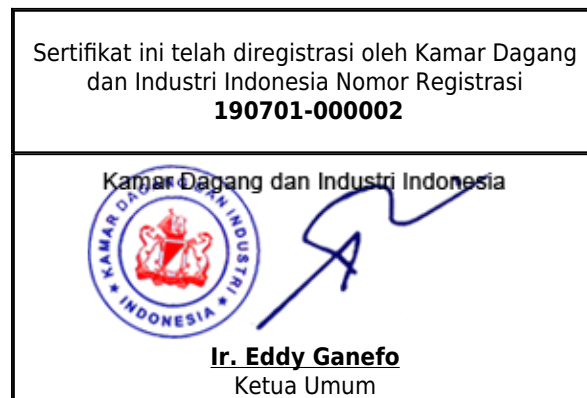 Sertifikat ini telah diregistrasi oleh Kamar Dagang
dan Industri Indonesia Nomor Registrasi
190701-000002
Kamar Dagang dan Industri Indonesia
KAMAR DAGANG DAN INDUSTRI
INDONESIA
Ir. Eddy Ganefo
Ketua Umum